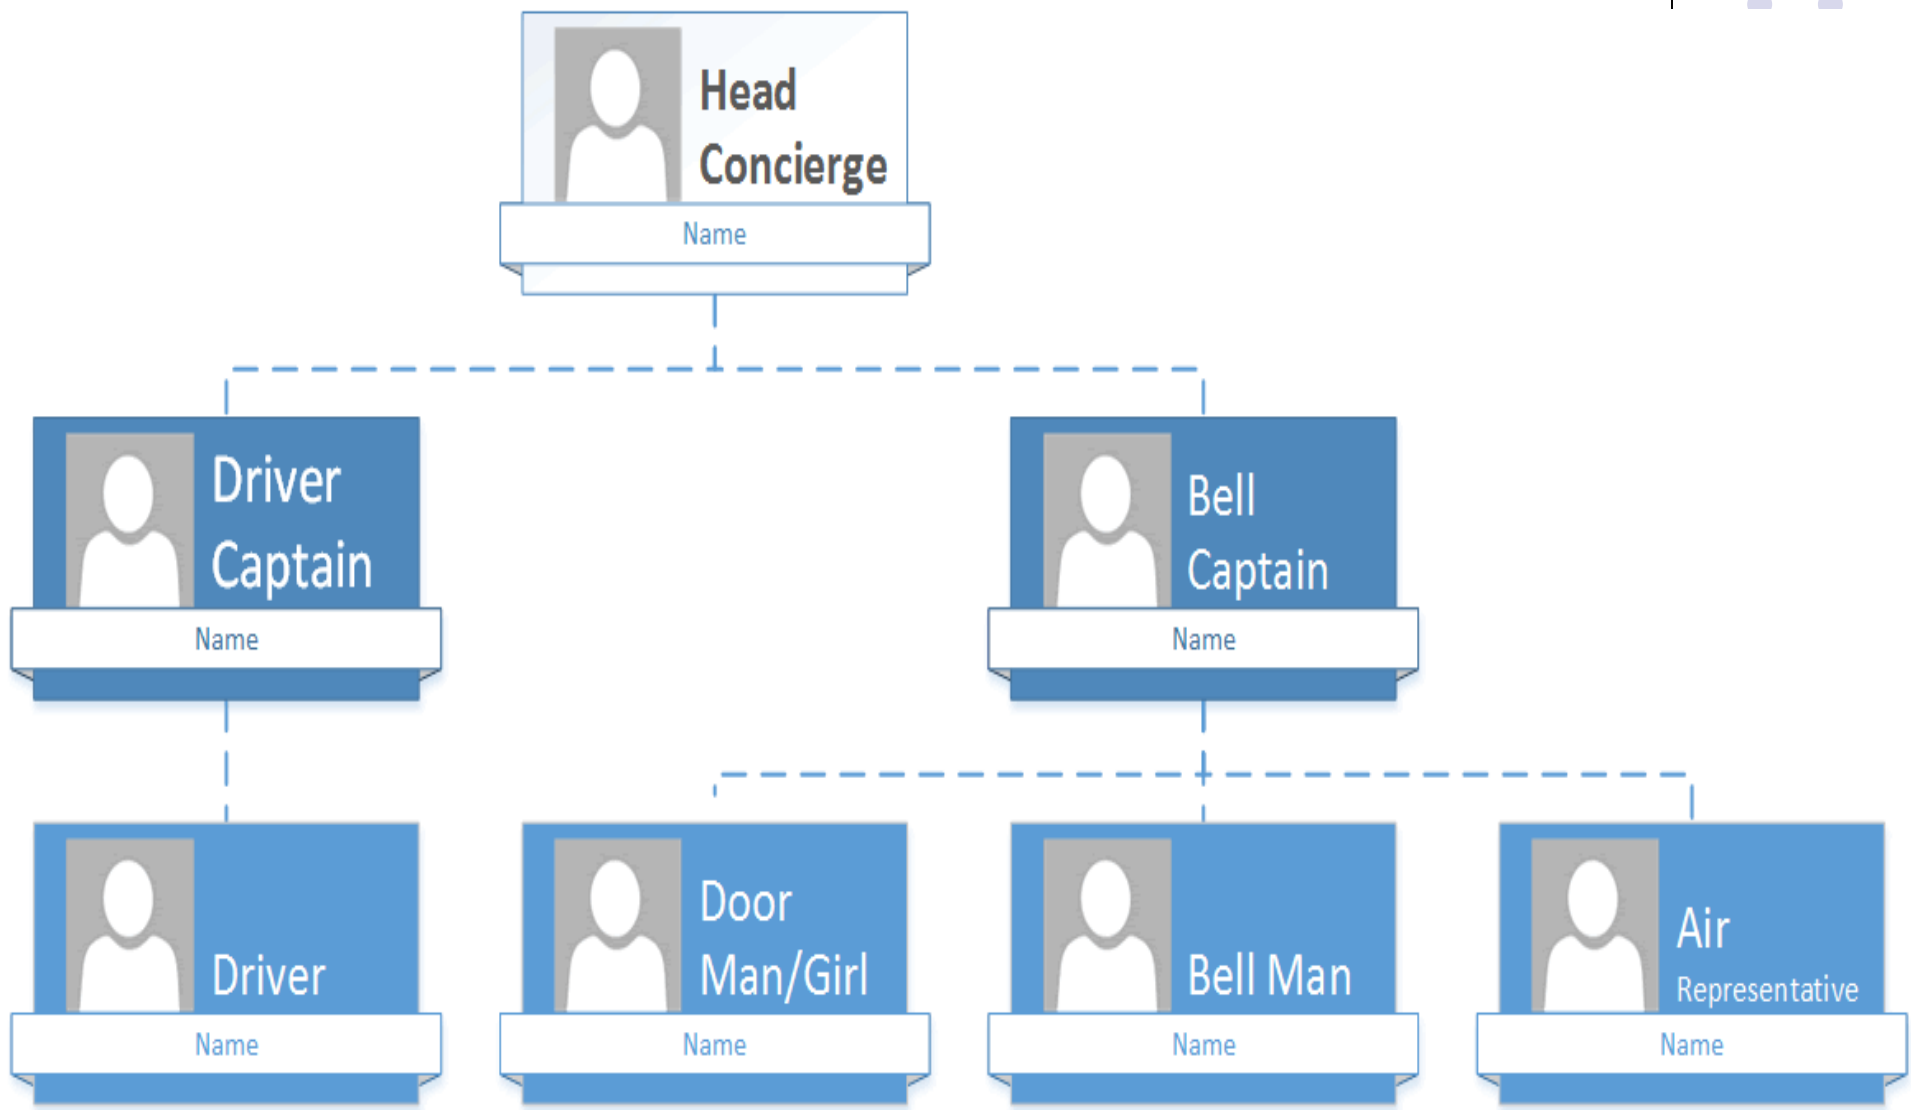 Head
Concierge
Name
Driver
Captain
Name
Bell
Captain
Name
Driver
Name
Door
Man/Girl
Name
Bell Man
Name
Air
Representative
Name